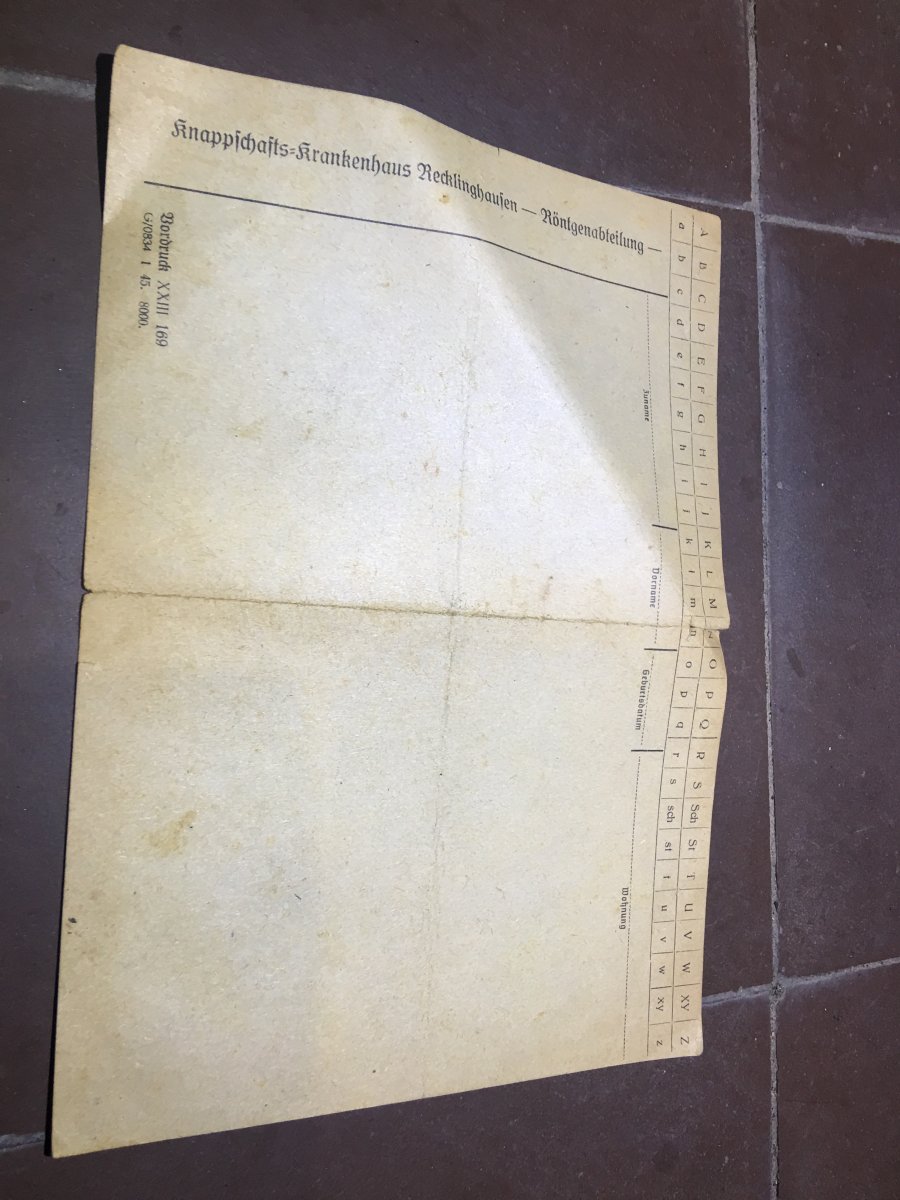 Knappschafts-Krankenhaus Recklinghausen — Röntgenabteilung —
Vordruck XXIII 169
G/0834 1 45. 8000.
A B C D E F G H I J K L M N O P Q R S Sch St T U V W XY Z
a b c d e f g h i j k l m n o p q r s sch st t u v w xy z
Zuname
Vorname
Geburtsdatum
Wohnung